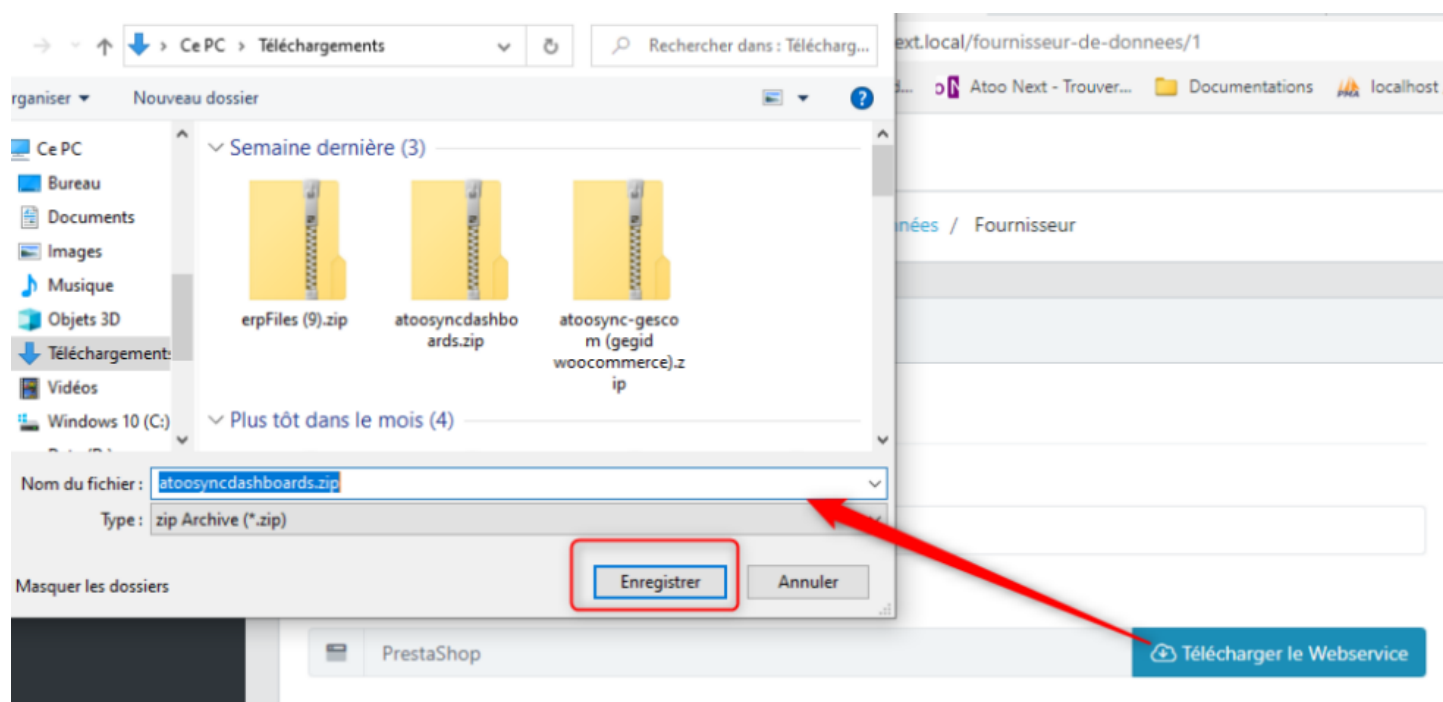 Ce PC > Téléchargements
Rechercher dans : Télécharg...
ext.local/fournisseur-de-donnees/1
rganiser
Nouveau dossier
Atoo Next - Trouver...
Documentations
localhost
Ce PC
Bureau
Documents
Images
Musique
Objets 3D
Téléchargement
Vidéos
Windows 10 (C:)
Semaine dernière (3)
erpFiles (9).zip
atoosyncdashbo
ards.zip
atoosync-gesco
m (gegid
woocommerce).z
ip
Plus tôt dans le mois (4)
nnées / Fournisseur
Nom du fichier : atoosyncdashboards.zip
Type : zip Archive (*.zip)
Masquer les dossiers
Enregistrer
Annuler
PrestaShop
Télécharger le Webservice